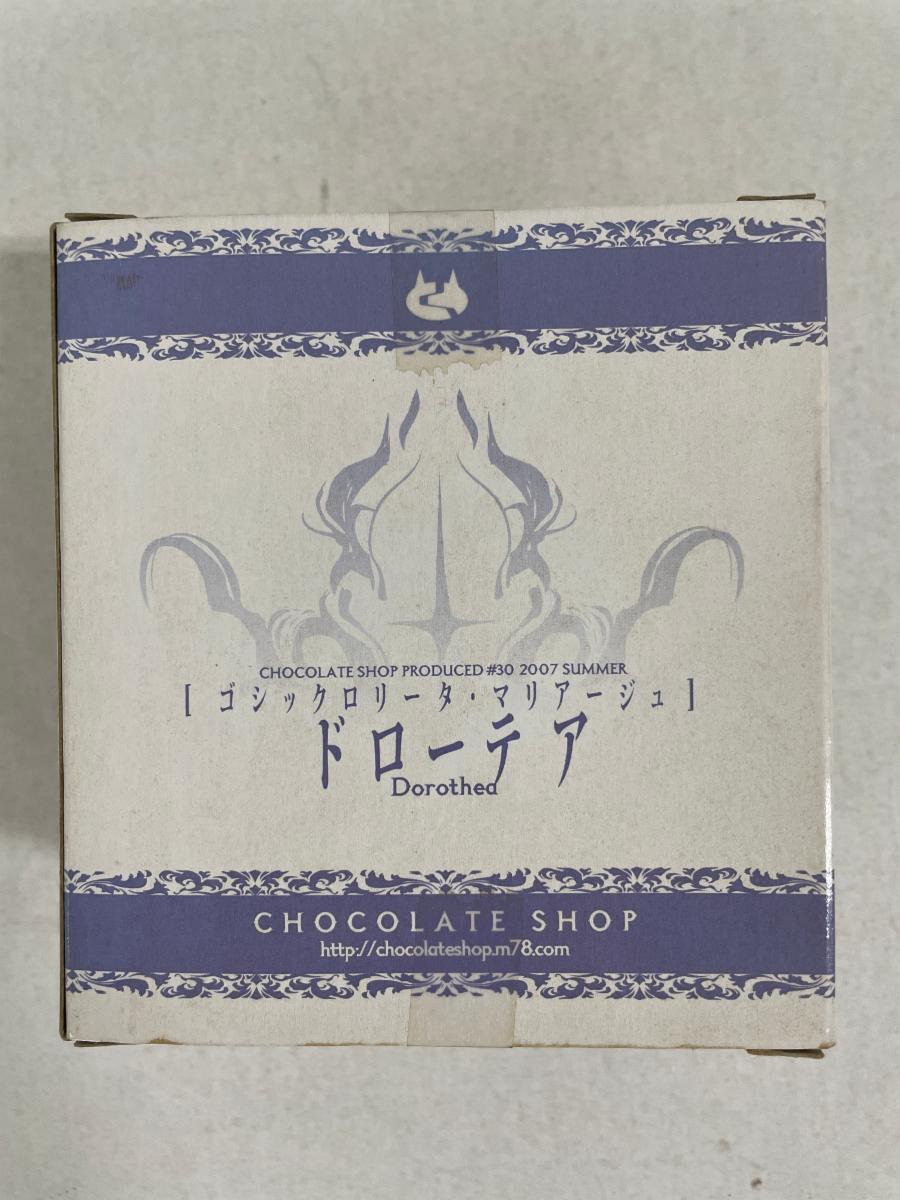 CHOCOLATE SHOP PRODUCED #30 2007 SUMMER
[ ゴシックロリータ・マリアージュ ]
ドローテア
Dorothea
CHOCOLATE SHOP
http://chocolateshop.m78.com